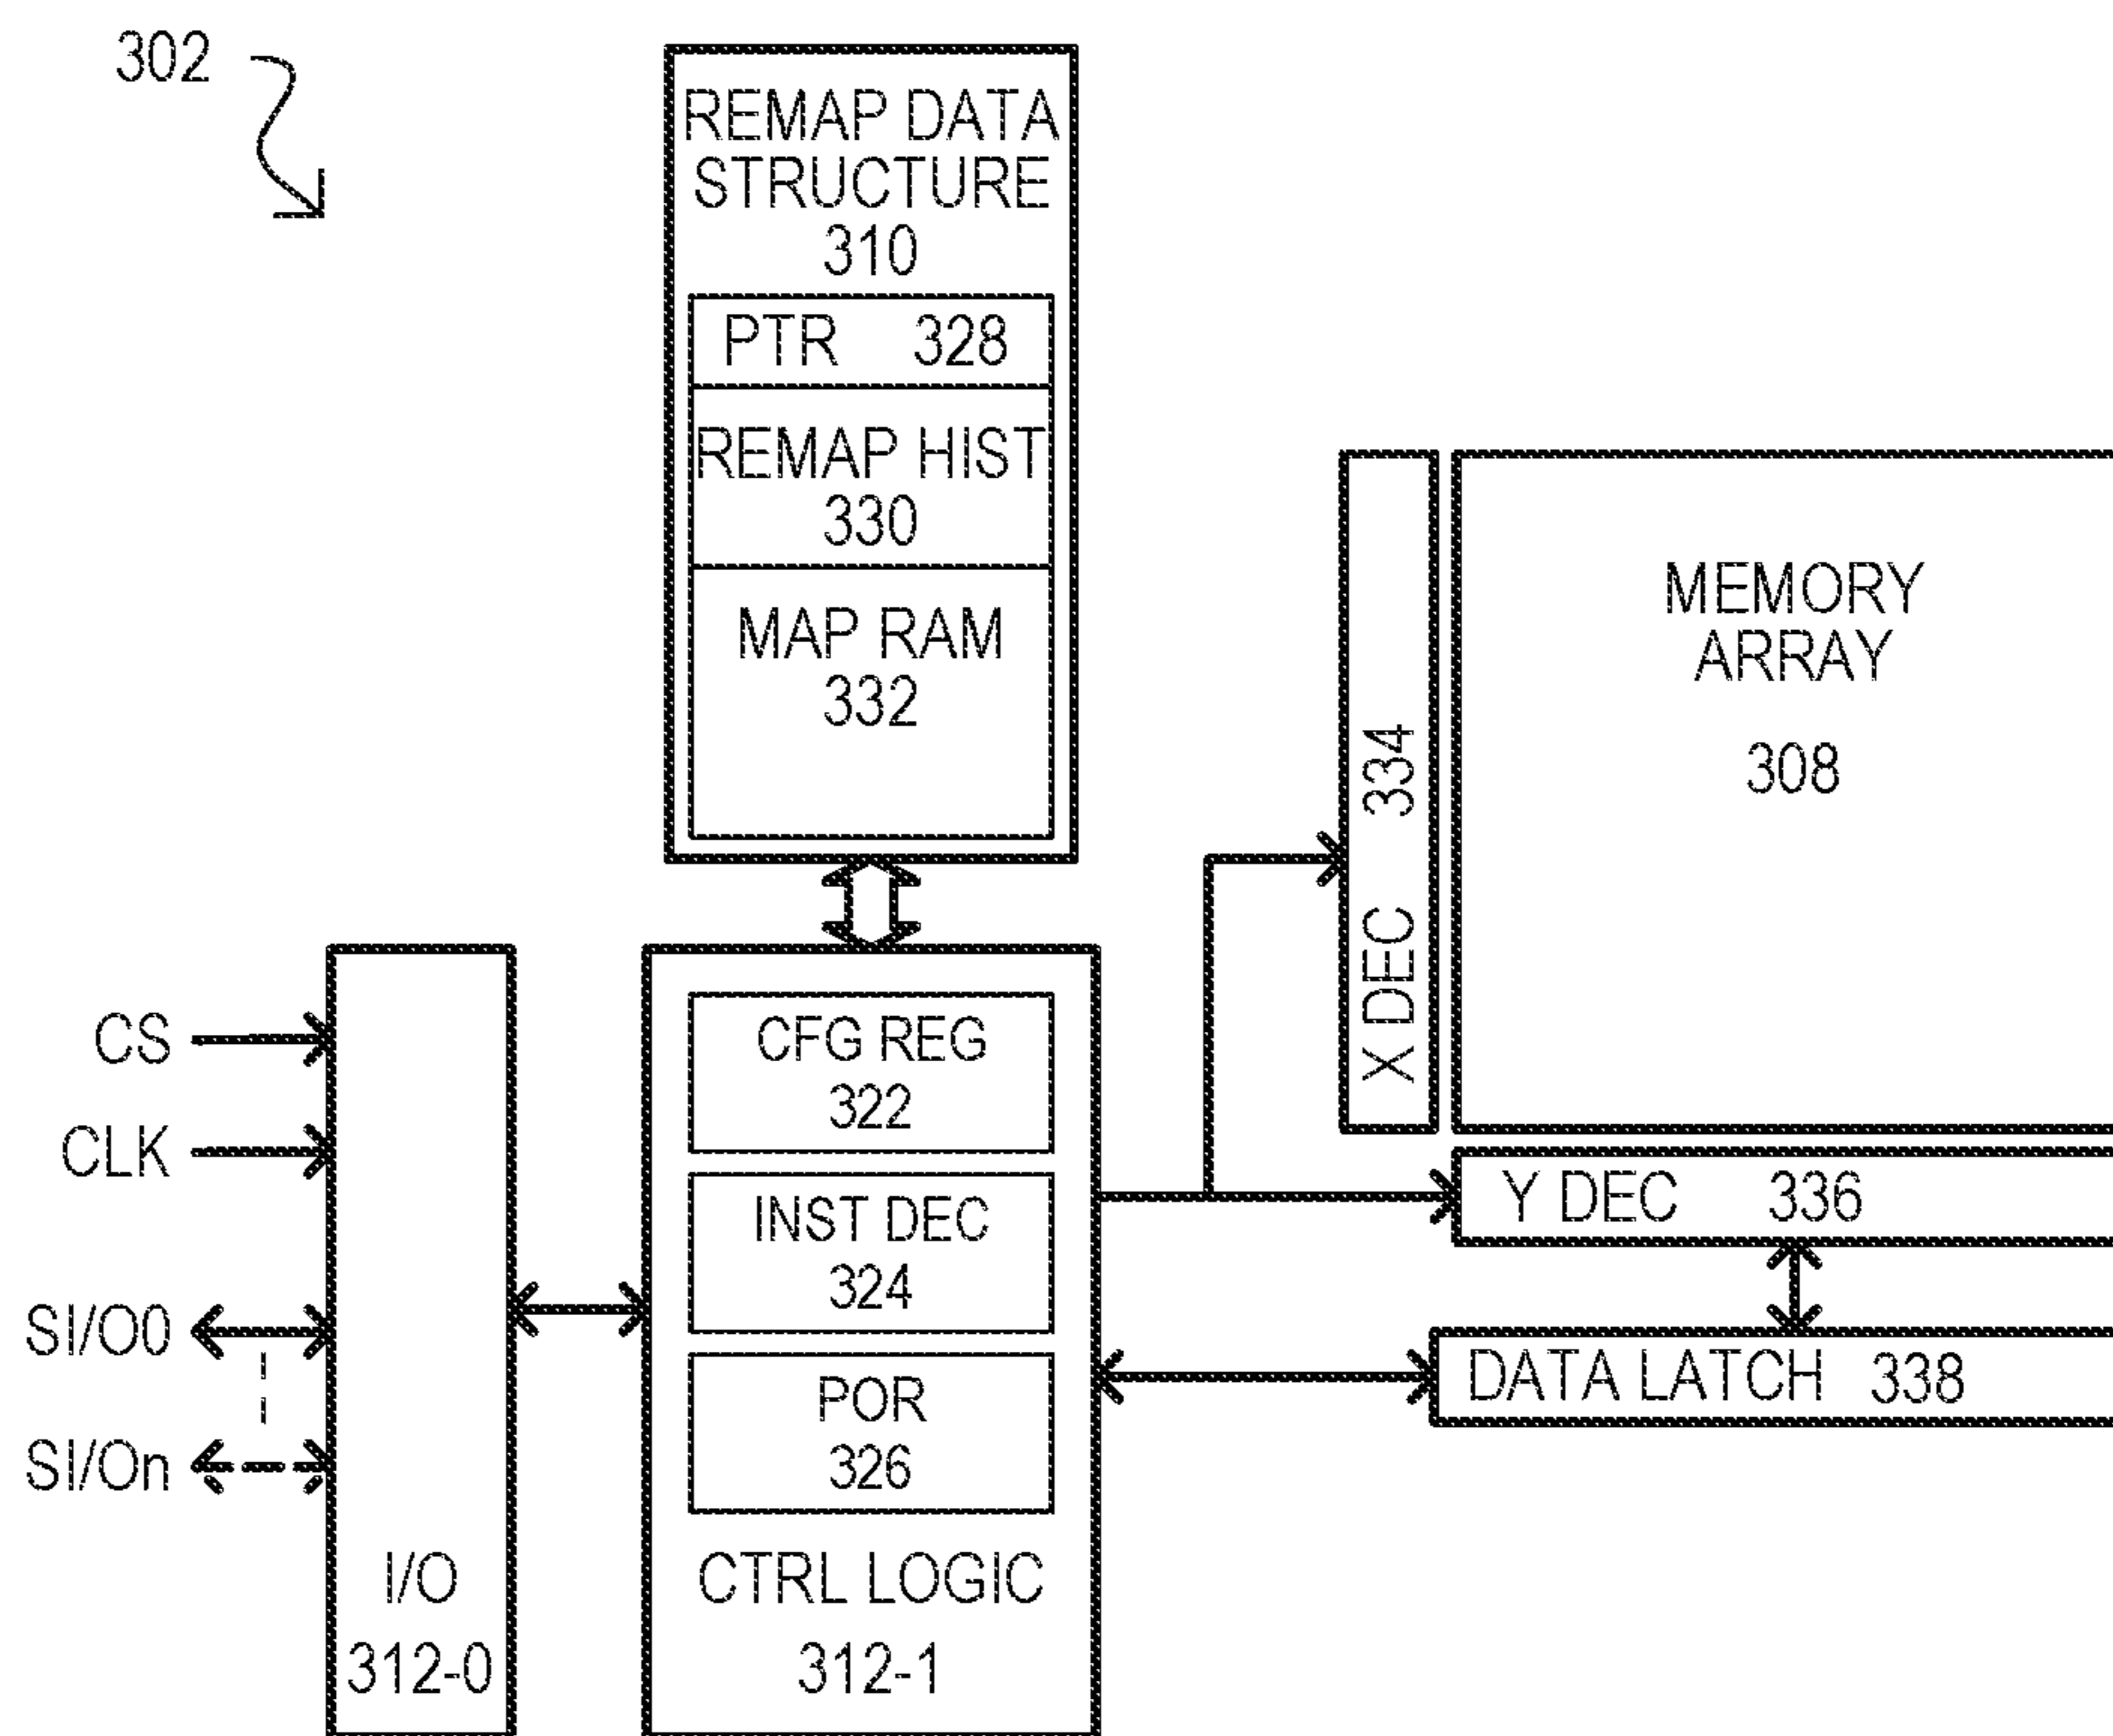 302
REMAP DATA
STRUCTURE
310
PTR 328
REMAP HIST
330
MAP RAM
332
MEMORY
ARRAY
308
X DEC 334
CS
CLK
SI/O0
SI/On
I/O
312-0
CFG REG
322
INST DEC
324
POR
326
CTRL LOGIC
312-1
Y DEC 336
DATA LATCH 338